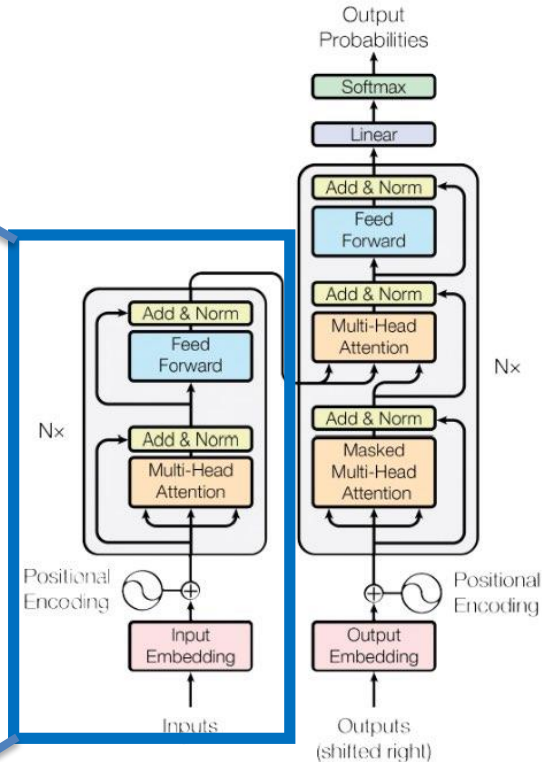 Output
Probabilities
Softmax
Linear
Add & Norm
Feed
Forward
Add & Norm
Multi-Head
Attention
Nx
Add & Norm
Masked
Multi-Head
Attention
Positional
Encoding
Output
Embedding
Outputs
(shifted right)
Add & Norm
Feed
Forward
Nx
Add & Norm
Multi-Head
Attention
Positional
Encoding
Input
Embedding
Inputs